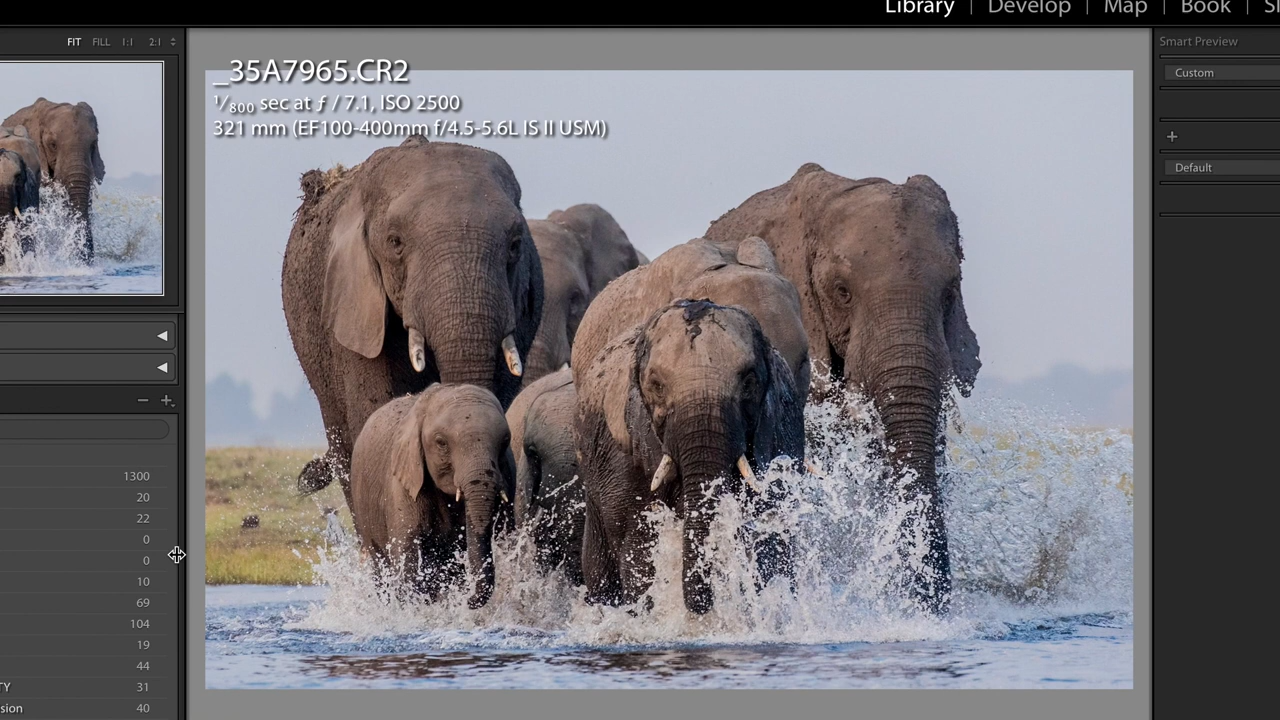 Library | Develop | Map | Book |
FIT FILL 1:1 2:1
Smart Preview
_35A7965.CR2
1/800 sec at ƒ / 7.1, ISO 2500
321 mm (EF100-400mm f/4.5-5.6L IS II USM)
Custom
+
Default
1300
20
22
0
0
10
69
104
19
44
TY 31
sion 40